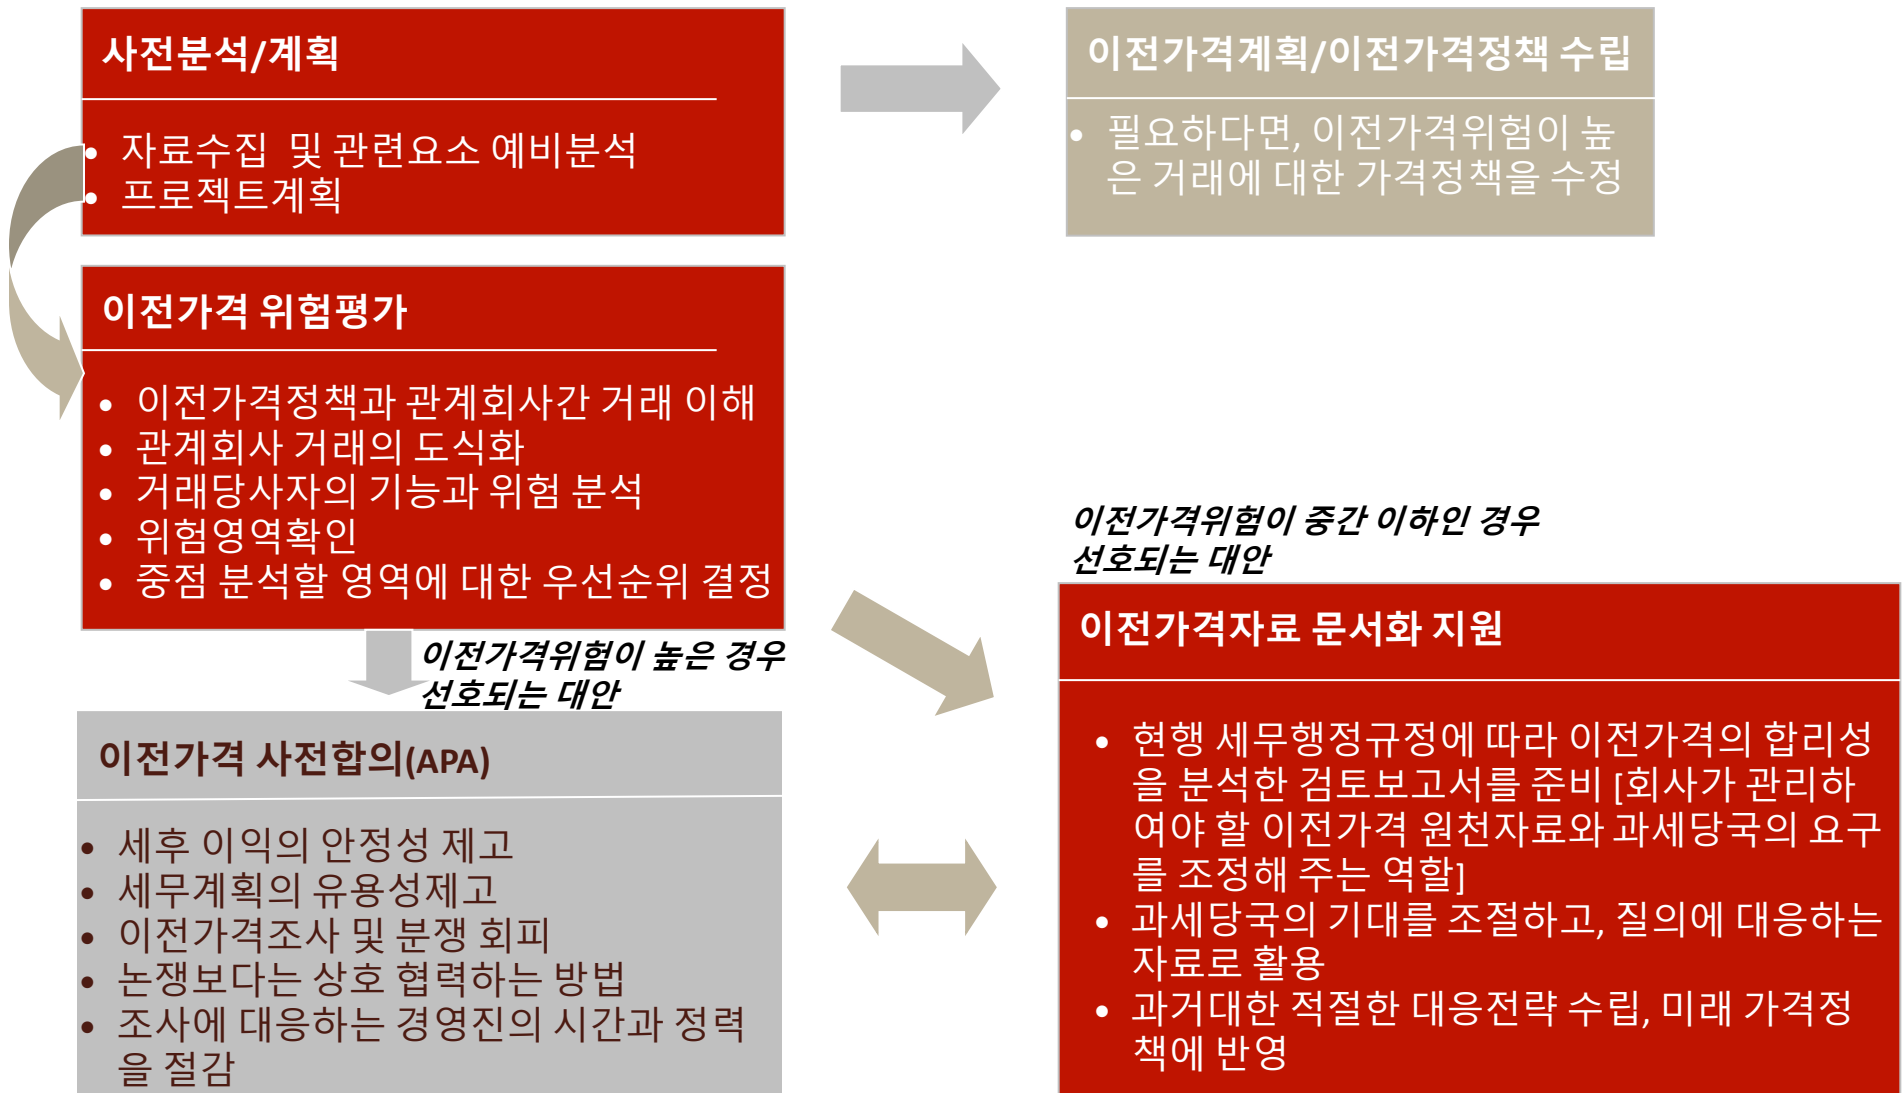 사전분석/계획
• 자료수집 및 관련요소 예비분석
• 프로젝트계획
이전가격계획/이전가격정책 수립
• 필요하다면, 이전가격위험이 높
은 거래에 대한 가격정책을 수정
이전가격 위험평가
• 이전가격정책과 관계회사간 거래 이해
• 관계회사 거래의 도식화
• 거래당사자의 기능과 위험 분석
• 위험영역확인
• 중점 분석할 영역에 대한 우선순위 결정
이전가격위험이 높은 경우
선호되는 대안
이전가격 사전합의(APA)
• 세후 이익의 안정성 제고
• 세무계획의 유용성제고
• 이전가격조사 및 분쟁 회피
• 논쟁보다는 상호 협력하는 방법
• 조사에 대응하는 경영진의 시간과 정력
을 절감
이전가격위험이 중간 이하인 경우
선호되는 대안
이전가격자료 문서화 지원
• 현행 세무행정규정에 따라 이전가격의 합리성
을 분석한 검토보고서를 준비 [회사가 관리하
여야 할 이전가격 원천자료와 과세당국의 요구
를 조정해 주는 역할]
• 과세당국의 기대를 조절하고, 질의에 대응하는
자료로 활용
• 과거대한 적절한 대응전략 수립, 미래 가격정
책에 반영